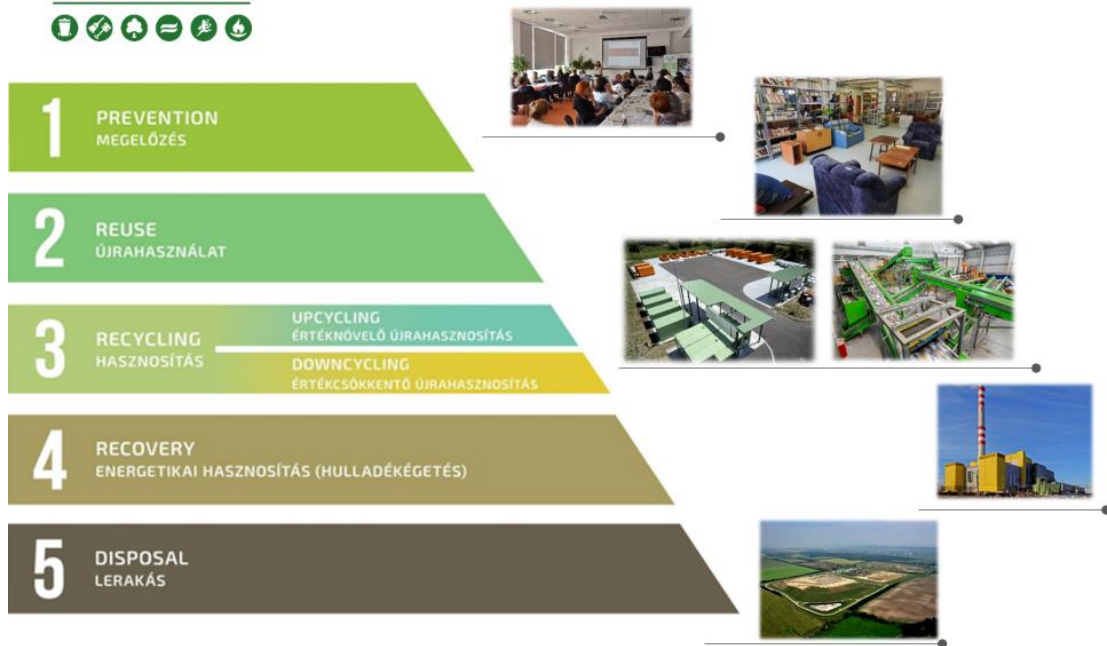 1
PREVENTION
MEGELŐZÉS
2
REUSE
ÚJRAHASZNÁLAT
3
RECYCLING
HASZNOSÍTÁS
UPCYCLING
ÉRTÉKNÖVELŐ ÚJRAHASZNOSÍTÁS
DOWNCYCLING
ÉRTÉKCSÖKKENTŐ ÚJRAHASZNOSÍTÁS
4
RECOVERY
ENERGETIKAI HASZNOSÍTÁS (HULLADÉKÉGETÉS)
5
DISPOSAL
LERAKÁS